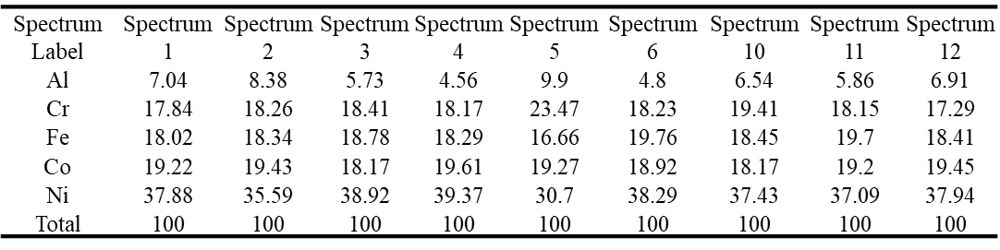 Spectrum Spectrum Spectrum Spectrum Spectrum Spectrum Spectrum Spectrum Spectrum Spectrum
Label 1 2 3 4 5 6 10 11 12
Al 7.04 8.38 5.73 4.56 9.9 4.8 6.54 5.86 6.91
Cr 17.84 18.26 18.41 18.17 23.47 18.23 19.41 18.15 17.29
Fe 18.02 18.34 18.78 18.29 16.66 19.76 18.45 19.7 18.41
Co 19.22 19.43 18.17 19.61 19.27 18.92 18.17 19.2 19.45
Ni 37.88 35.59 38.92 39.37 30.7 38.29 37.43 37.09 37.94
Total 100 100 100 100 100 100 100 100 100